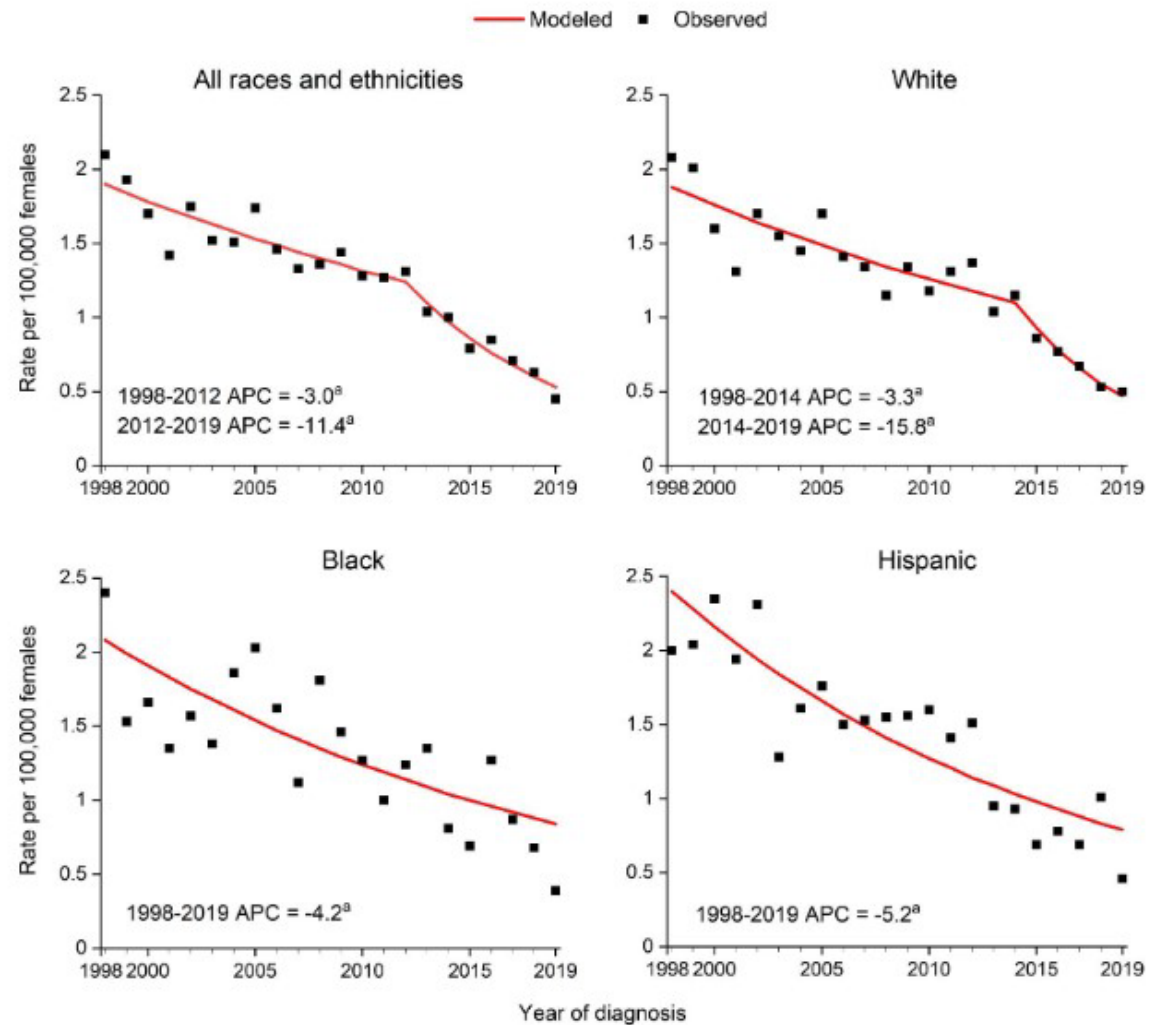 Modeled Observed
All races and ethnicities
Rate per 100,000 females
2.5
2
1.5
1
0.5
0
1998-2012 APC = -3.0ᵃ
2012-2019 APC = -11.4ᵃ
1998 2000 2005 2010 2015 2019
White
2.5
2
1.5
1
0.5
0
1998-2014 APC = -3.3ᵃ
2014-2019 APC = -15.8ᵃ
1998 2000 2005 2010 2015 2019
Black
Rate per 100,000 females
2.5
2
1.5
1
0.5
0
1998-2019 APC = -4.2ᵃ
1998 2000 2005 2010 2015 2019
Hispanic
2.5
2
1.5
1
0.5
0
1998-2019 APC = -5.2ᵃ
1998 2000 2005 2010 2015 2019
Year of diagnosis